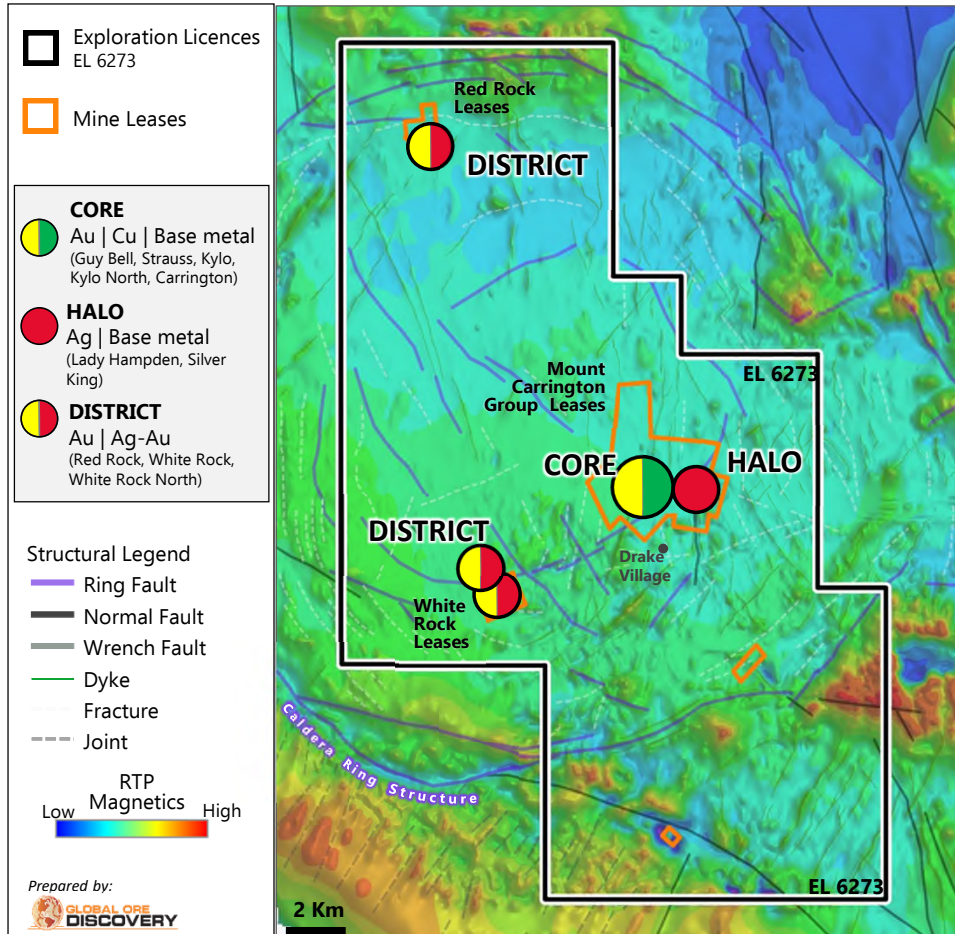 Exploration Licences
EL 6273
Mine Leases
CORE
Au | Cu | Base metal
(Guy Bell, Strauss, Kylo,
Kylo North, Carrington)
HALO
Ag | Base metal
(Lady Hampden, Silver
King)
DISTRICT
Au | Ag-Au
(Red Rock, White Rock,
White Rock North)
Structural Legend
Ring Fault
Normal Fault
Wrench Fault
Dyke
Fracture
Joint
RTP
Magnetics
Low
High
Prepared by:
GLOBAL ORE
DISCOVERY
Red Rock
Leases
DISTRICT
EL 6273
Mount
Carrington
Group Leases
CORE
HALO
DISTRICT
Drake
Village
White
Rock
Leases
Caldera Ring Structure
EL 6273
2 Km